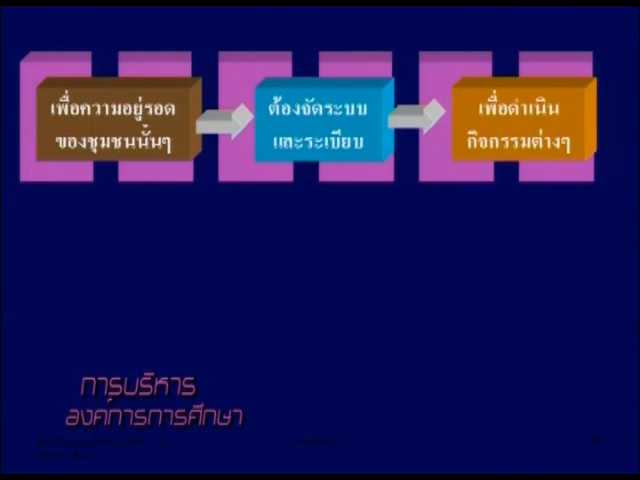 เพื่อความอยู่รอด
ของชุมชนนั้นๆ
ต้องจัดระบบ
และระเบียบ
เพื่อดำเนิน
กิจกรรมต่างๆ
การบริหาร
องค์การการศึกษา